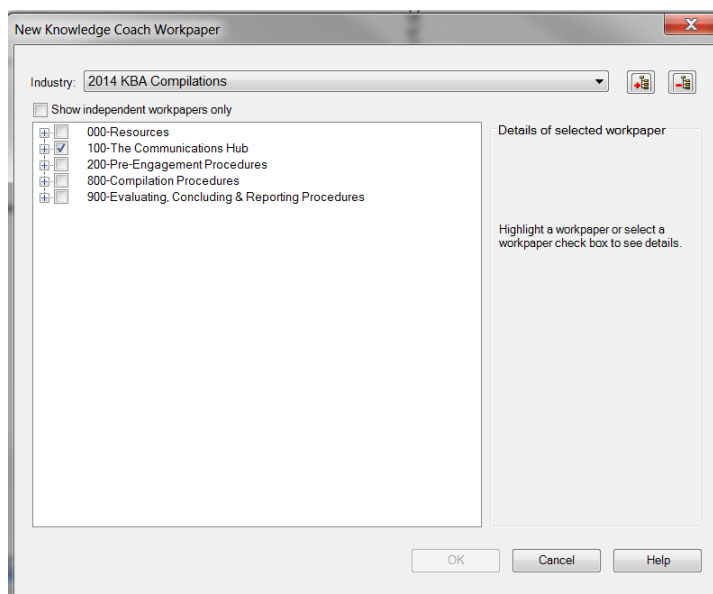 New Knowledge Coach Workpaper
Industry: 2014 KBA Compilations
Show independent workpapers only
000-Resources
100-The Communications Hub
200-Pre-Engagement Procedures
800-Compilation Procedures
900-Evaluating, Concluding & Reporting Procedures
Details of selected workpaper
Highlight a workpaper or select a
workpaper check box to see details.
OK Cancel Help